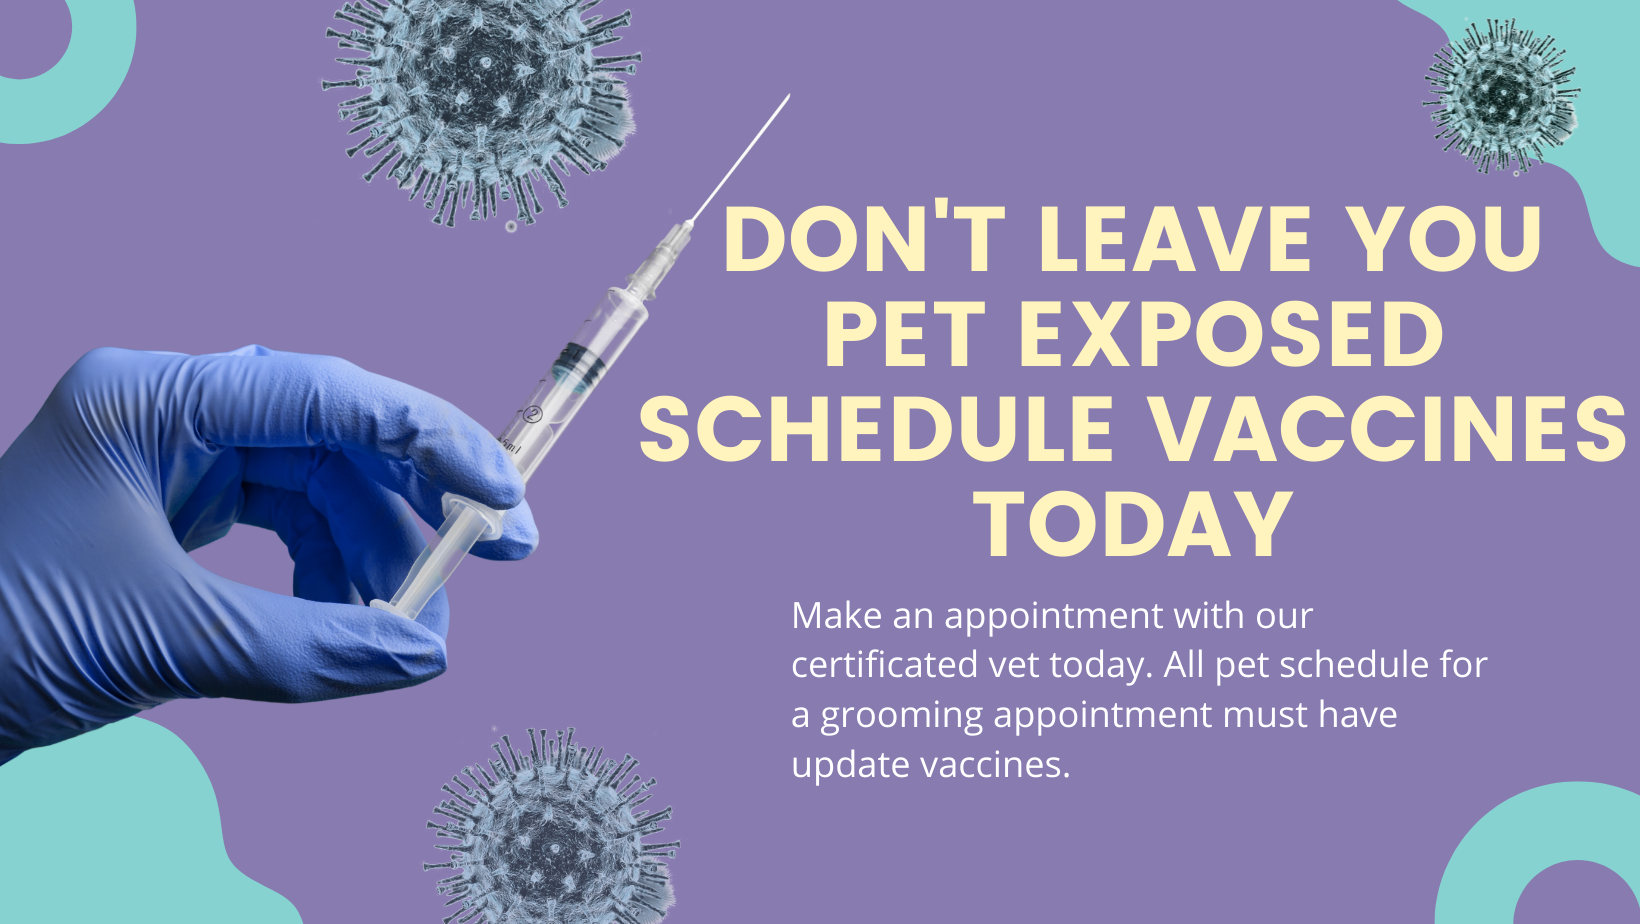 DON'T LEAVE YOU
PET EXPOSED
SCHEDULE VACCINES
TODAY
Make an appointment with our
certificated vet today. All pet schedule for
a grooming appointment must have
update vaccines.
②